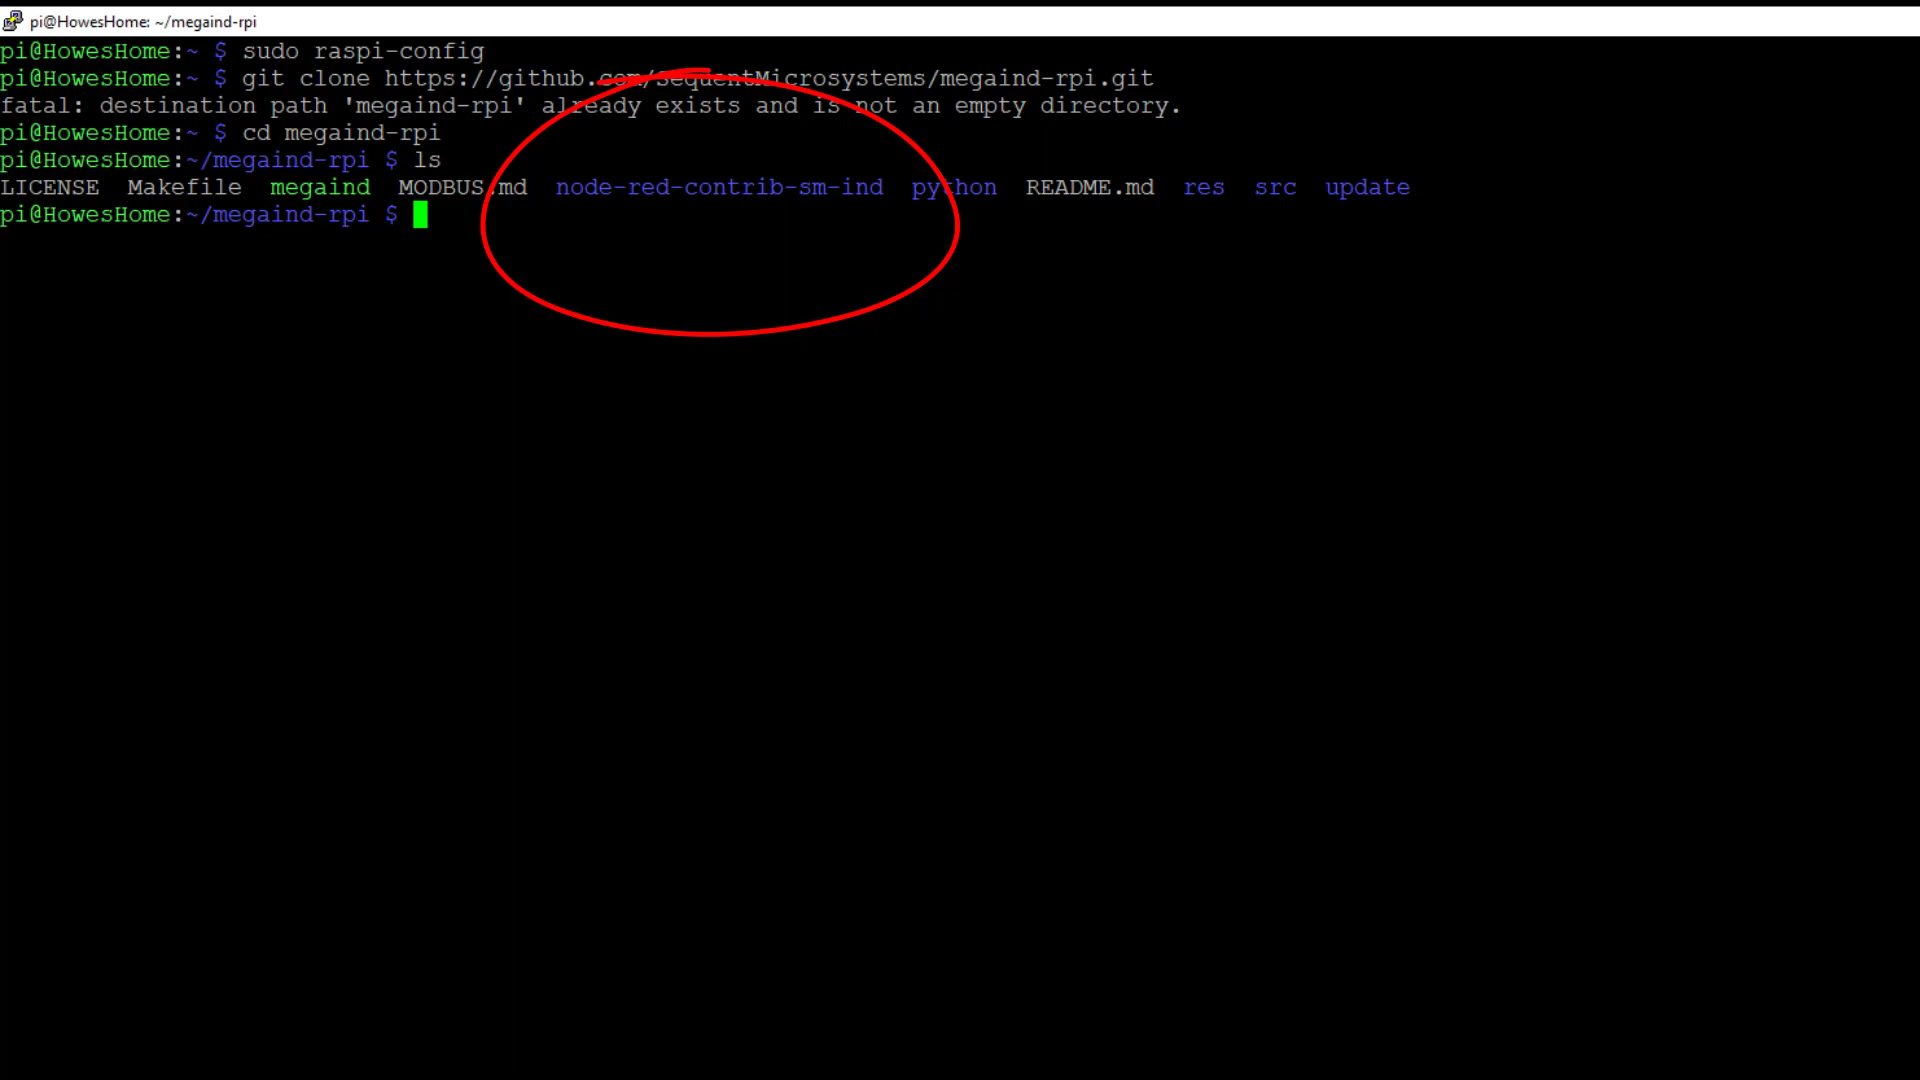 pi@HowesHome: ~/megaind-rpi
pi@HowesHome:~ $ sudo raspi-config
pi@HowesHome:~ $ git clone https://github.com/SequentMicrosystems/megaind-rpi.git
fatal: destination path 'megaind-rpi' already exists and is not an empty directory.
pi@HowesHome:~ $ cd megaind-rpi
pi@HowesHome:~/megaind-rpi $ ls
LICENSE  Makefile  megaind  MODBUS.md  node-red-contrib-sm-ind  python  README.md  res  src  update
pi@HowesHome:~/megaind-rpi $